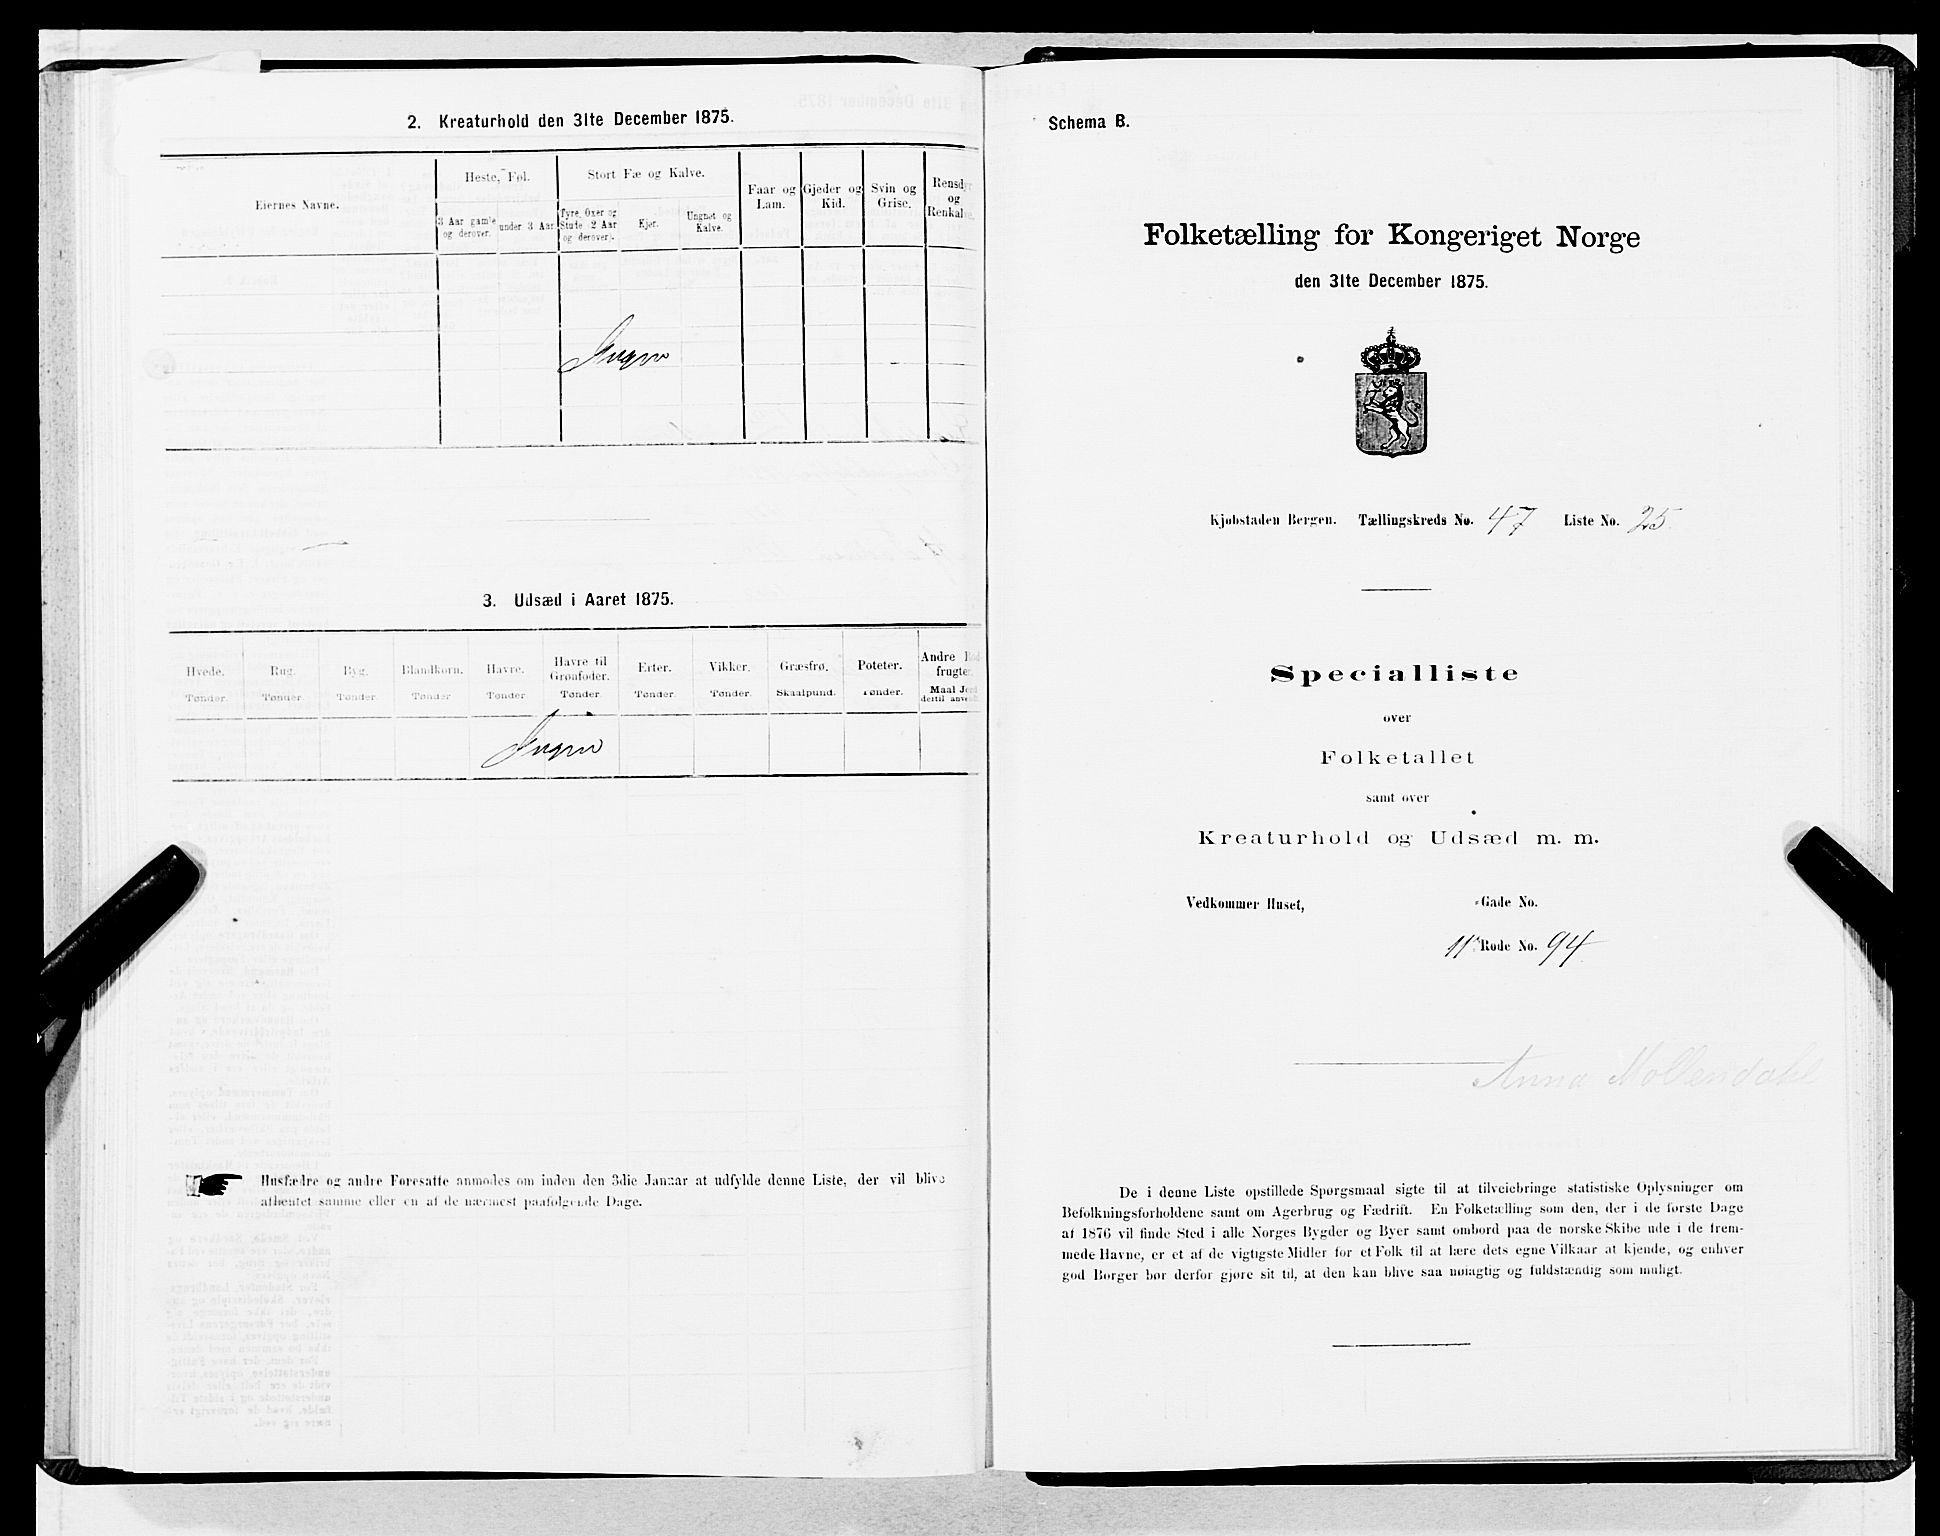 2. Kreaturhold den 31te December 1875.
Eiernes Navne.
Heste, Føl.
Stort Fæ og Kalve.
Faar og Lam.
Gjeder og Kid.
Svin og Grise.
Rensdyr og Renkalve.
3 Aar gamle og derover.
under 3 Aar.
Tyre, Oxer og Stude (2 Aar og derover).
Kjør.
Ungnøt og Kalve.
Ingen
3. Udsæd i Aaret 1875.
Hvede. Rug. Byg. Blandkorn. Havre. Havre til Grønfoder. Erter. Vikker. Græsfrø. Poteter. Andre Rodfrugter.
Tønder. Tønder. Tønder. Tønder Tønder Tønder. Tønder. Tønder. Skaalpund. Tønder. Maal Jord dertil anvendt
Ingen
Husfædre og andre Foresatte anmodes om inden den 3die Januar at udfylde denne Liste, der vil blive
afhentet samme eller en af de nærmest paafølgende Dage.
Schema B.
Folketælling for Kongeriget Norge
den 31te December 1875.
Kjøbstaden Bergen. Tællingskreds No. 47 Liste No. 25
Specialliste
over
Folketallet
samt over
Kreaturhold og Udsæd m. m.
Vedkommer Huset, Gade No.
11te Rode No. 94
Anna Møllendahl
De i denne Liste opstillede Spørgsmaal sigte til at tilveiebringe statistiske Oplysninger om
Befolkningsforholdene samt om Agerbrug og Fædrift. En Folketælling som den, der i de første Dage
af 1876 vil finde Sted i alle Norges Bygder og Byer samt ombord paa de norske Skibe ude i de frem-
mede Havne, er et af de vigtigste Midler for et Folk til at lære dets egne Vilkaar at kjende, og enhver
god Borger bør derfor gjøre sit til, at den kan blive saa nøiagtig og fuldstændig som muligt.